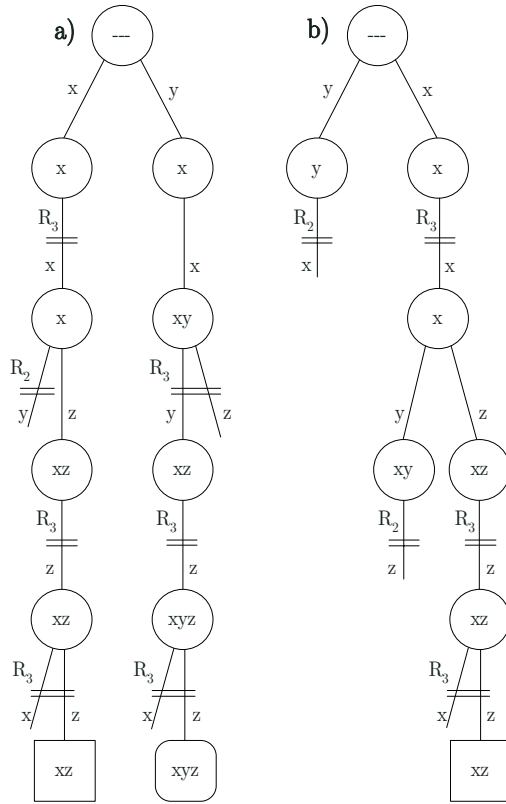 a) --- b) ---
x y y x
x x y x
R3 R2 R3
x x x x
x xy x
R2 R3
y z y z y z
xz xz xy xz
R3 R3 R2 R3
z z z z
xz xyz xz
R3 R3 R3
x z x z x z
xz xyz xz